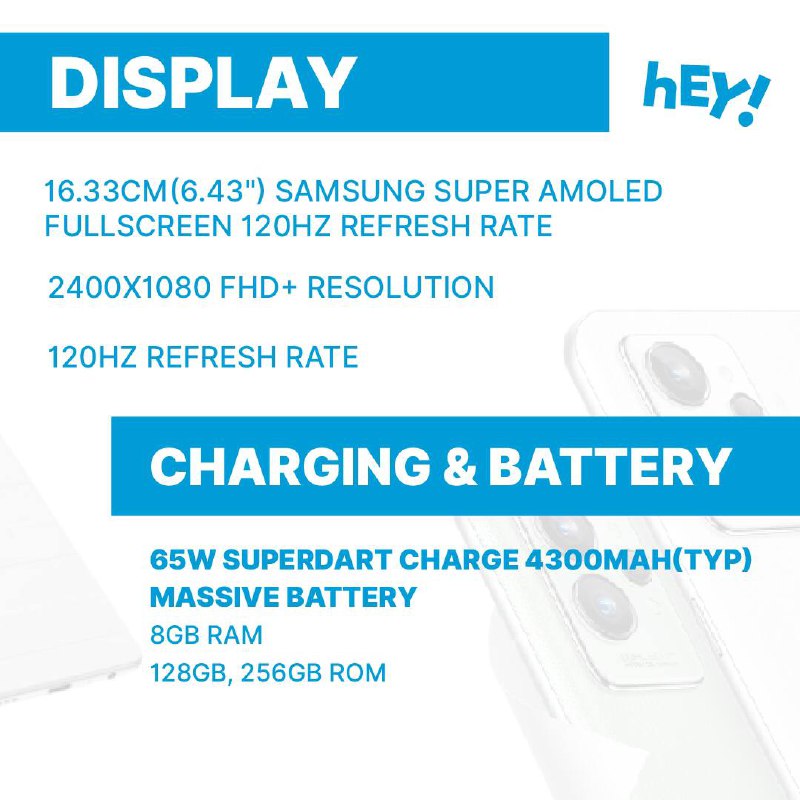 DISPLAY
hEY!
16.33CM(6.43") SAMSUNG SUPER AMOLED
FULLSCREEN 120HZ REFRESH RATE
2400X1080 FHD+ RESOLUTION
120HZ REFRESH RATE
CHARGING & BATTERY
65W SUPERDART CHARGE 4300MAH(TYP)
MASSIVE BATTERY
8GB RAM
128GB, 256GB ROM